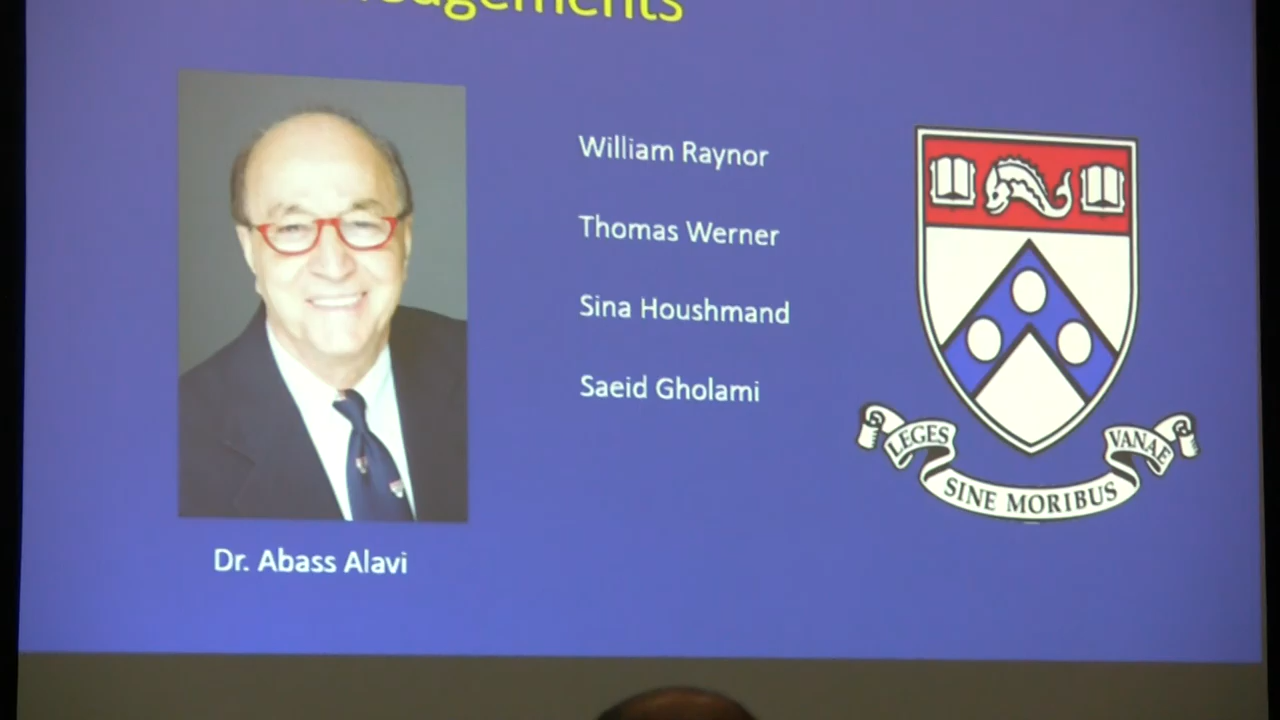 William Raynor
Thomas Werner
Sina Houshmand
Saeid Gholami
Dr. Abass Alavi
LEGES
SINE MORIBUS
VANAE